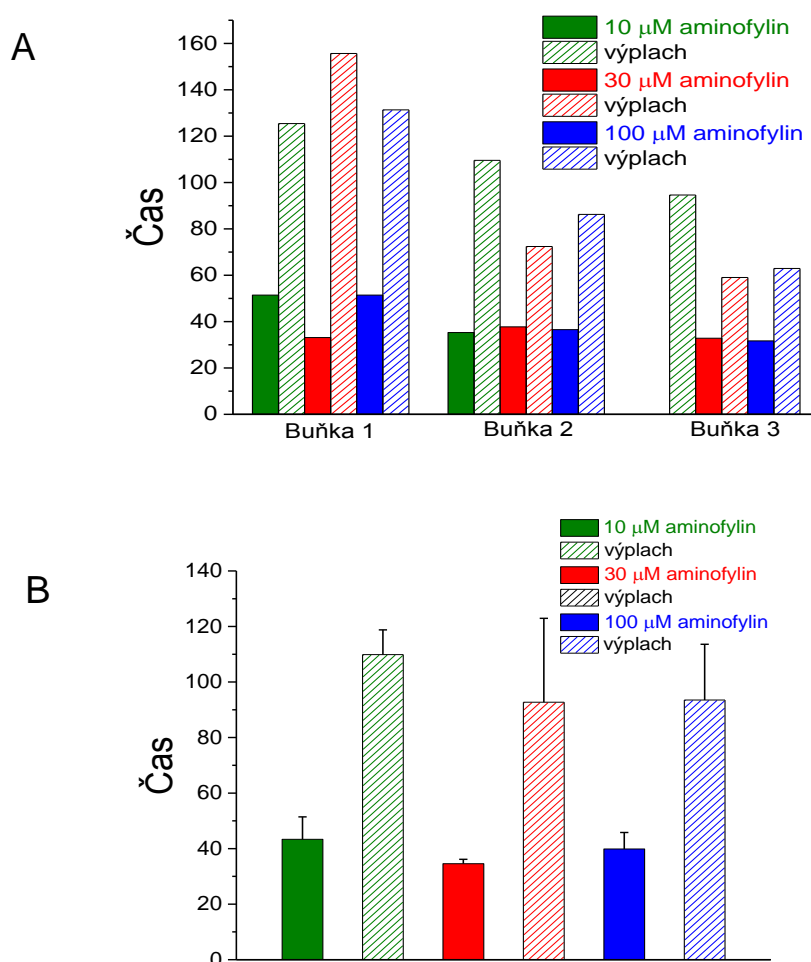 A
10 μM aminofylin
výplach
30 μM aminofylin
výplach
100 μM aminofylin
výplach
Čas
160
140
120
100
80
60
40
20
0
Buňka 1 Buňka 2 Buňka 3
B
10 μM aminofylin
výplach
30 μM aminofylin
výplach
100 μM aminofylin
výplach
Čas
140
120
100
80
60
40
20
0